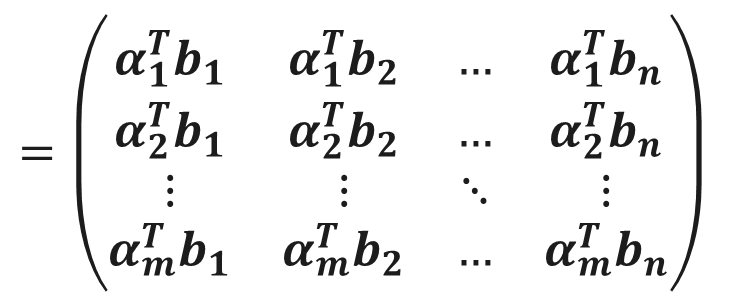 = ( α₁ᵀb₁ α₁ᵀb₂ … α₁ᵀbₙ
α₂ᵀb₁ α₂ᵀb₂ … α₂ᵀbₙ
⋮ ⋮ ⋱ ⋮
αₘᵀb₁ αₘᵀb₂ … αₘᵀbₙ )